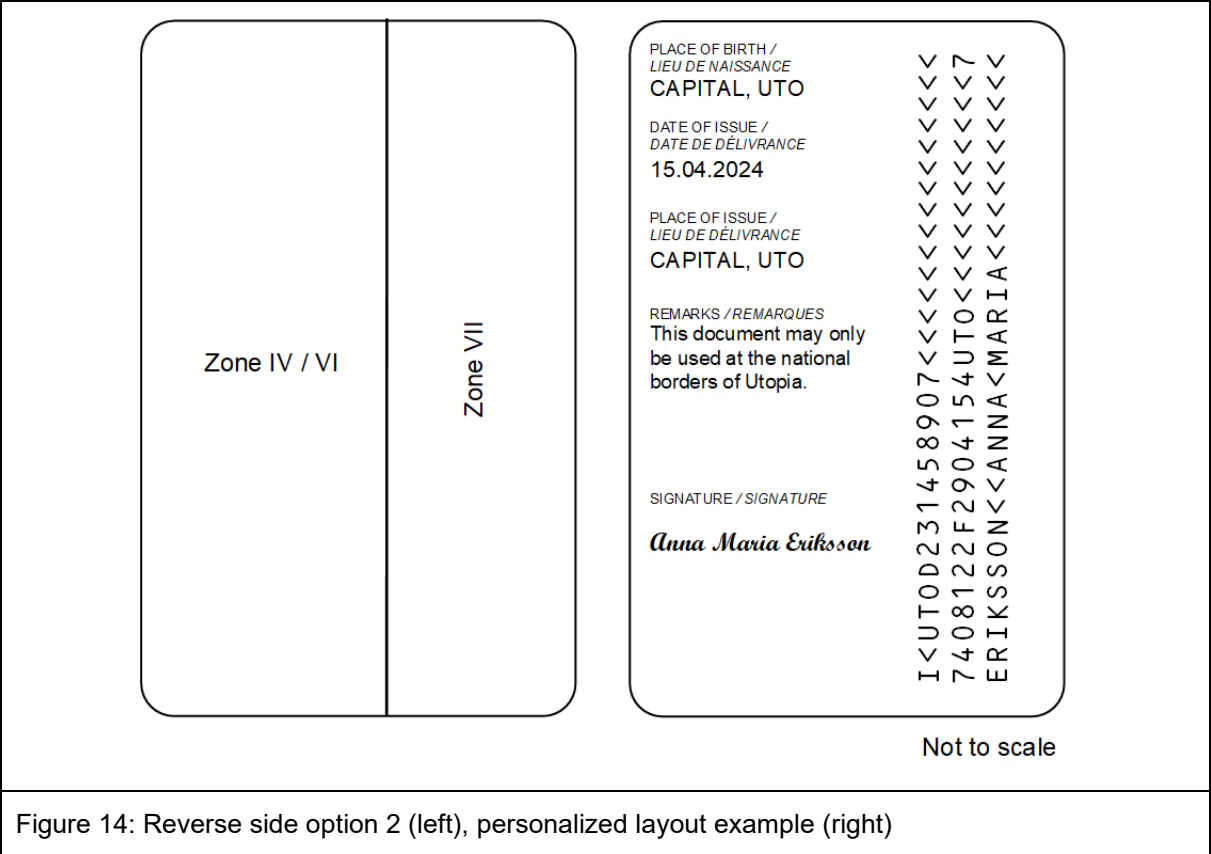 Zone IV / VI
Zone VII
PLACE OF BIRTH /
LIEU DE NAISSANCE
CAPITAL, UTO
DATE OF ISSUE /
DATE DE DÉLIVRANCE
15.04.2024
PLACE OF ISSUE /
LIEU DE DÉLIVRANCE
CAPITAL, UTO
REMARKS / REMARQUES
This document may only
be used at the national
borders of Utopia.
SIGNATURE / SIGNATURE
Anna Maria Eriksson
I<UTOD231458907<<<<<<<<<<<<<<<
7408122F2904154UTO<<<<<<<<<<<7
ERIKSSON<<ANNA<MARIA<<<<<<<<<<
Not to scale
Figure 14: Reverse side option 2 (left), personalized layout example (right)